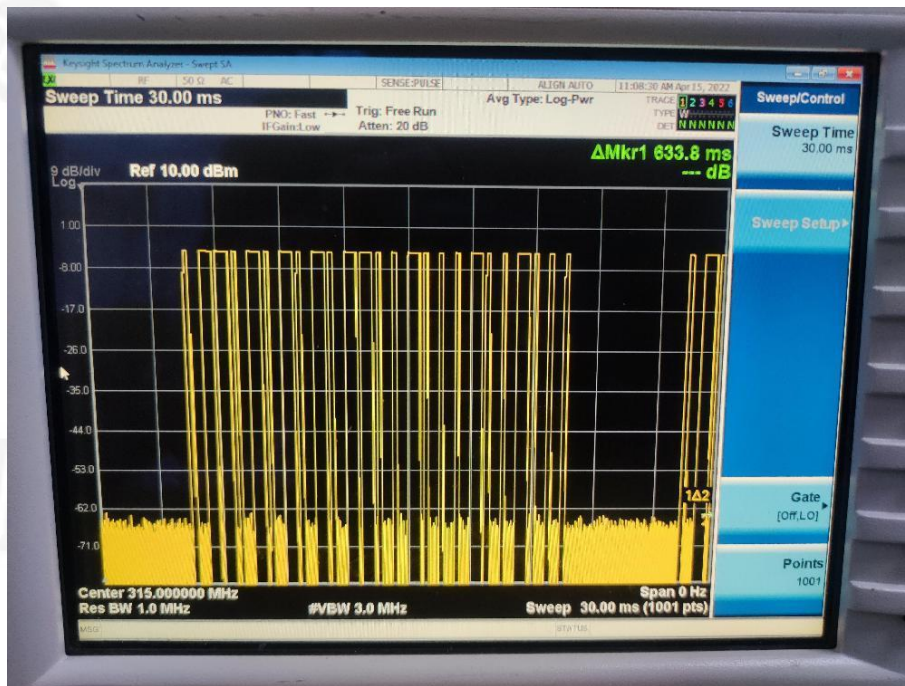 Keysight Spectrum Analyzer - Swept SA
RF 50 Ω AC SENSE:PULSE ALIGN AUTO 11:08:30 AM Apr 15, 2022
Sweep Time 30.00 ms
PNO: Fast Trig: Free Run Avg Type: Log-Pwr TRACE 1 2 3 4 5 6
IFGain:Low Atten: 20 dB TYPE W
DET N N N N N N
ΔMkr1 633.8 ms
--- dB
9 dB/div Ref 10.00 dBm
Log
1.00
-8.00
-17.0
-26.0
-35.0
-44.0
-53.0
-62.0
-71.0
1Δ2
Center 315.000000 MHz Span 0 Hz
Res BW 1.0 MHz #VBW 3.0 MHz Sweep 30.00 ms (1001 pts)
MSG STATUS
Sweep/Control
Sweep Time
30.00 ms
Sweep Setup
Gate
[Off,LO]
Points
1001